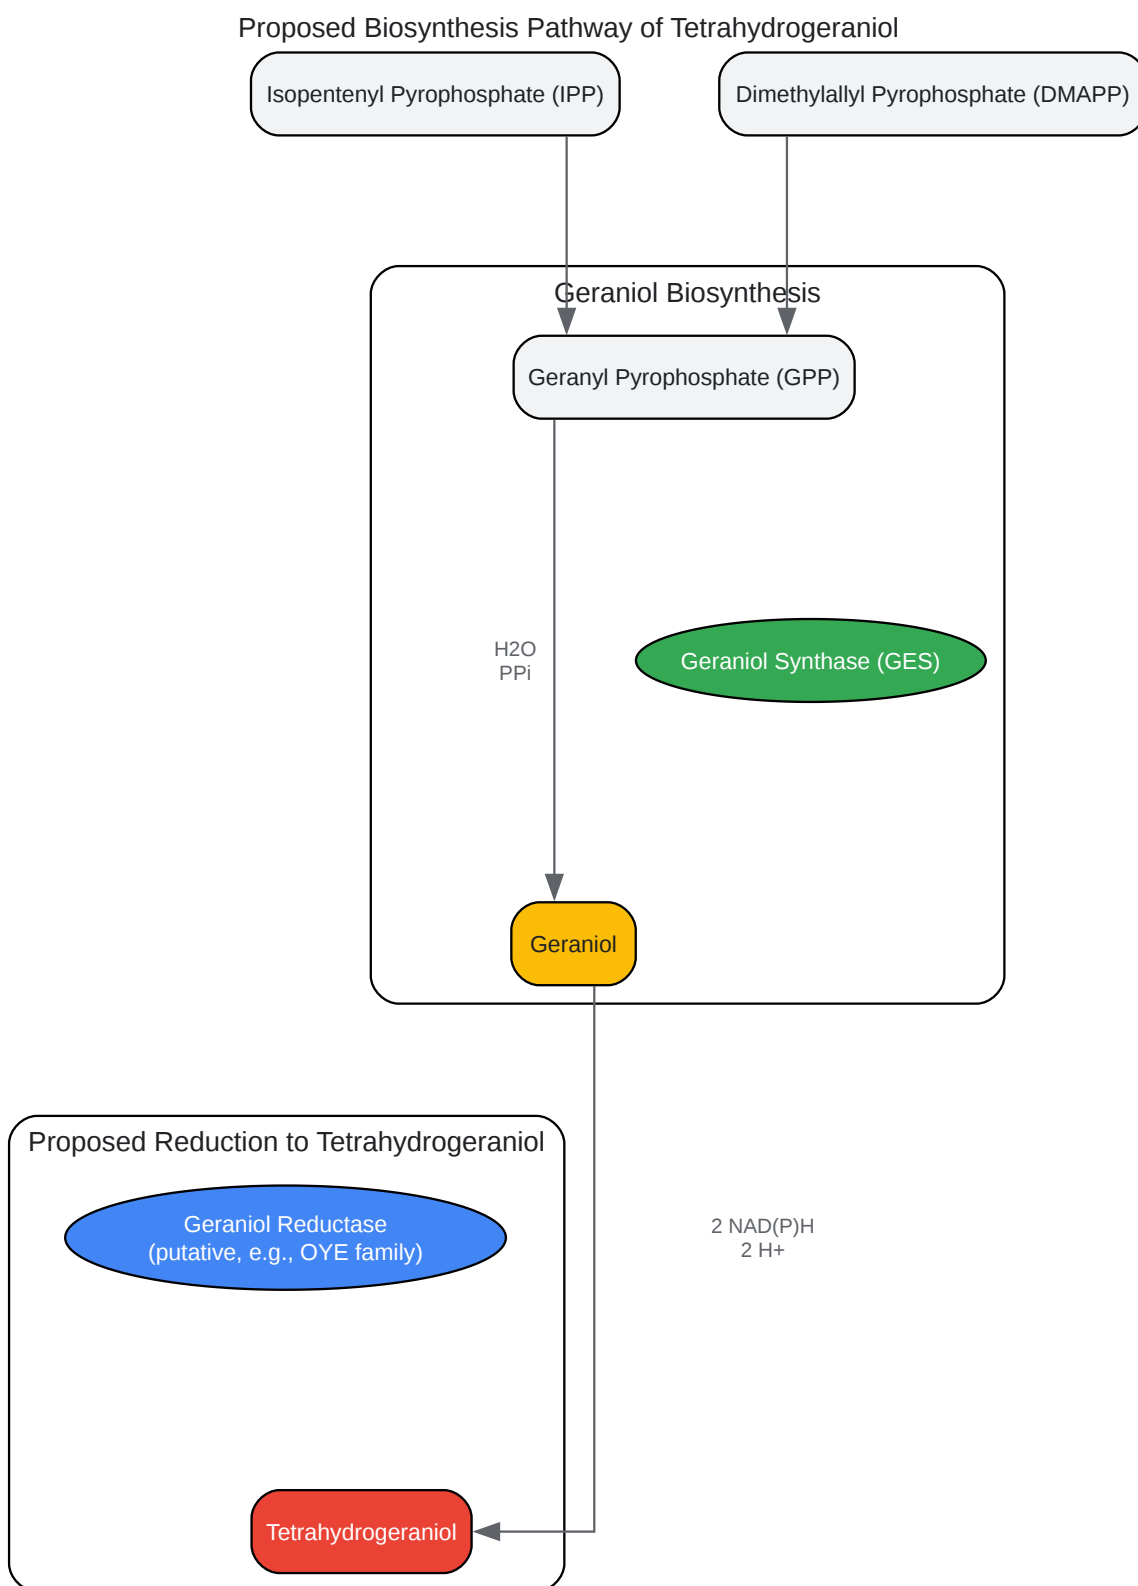 Proposed Biosynthesis Pathway of Tetrahydrogeraniol
Isopentenyl Pyrophosphate (IPP)
Dimethylallyl Pyrophosphate (DMAPP)
Geraniol Biosynthesis
Geranyl Pyrophosphate (GPP)
H2O
PPi
Geraniol Synthase (GES)
Geraniol
Proposed Reduction to Tetrahydrogeraniol
Geraniol Reductase
(putative, e.g., OYE family)
2 NAD(P)H
2 H+
Tetrahydrogeraniol